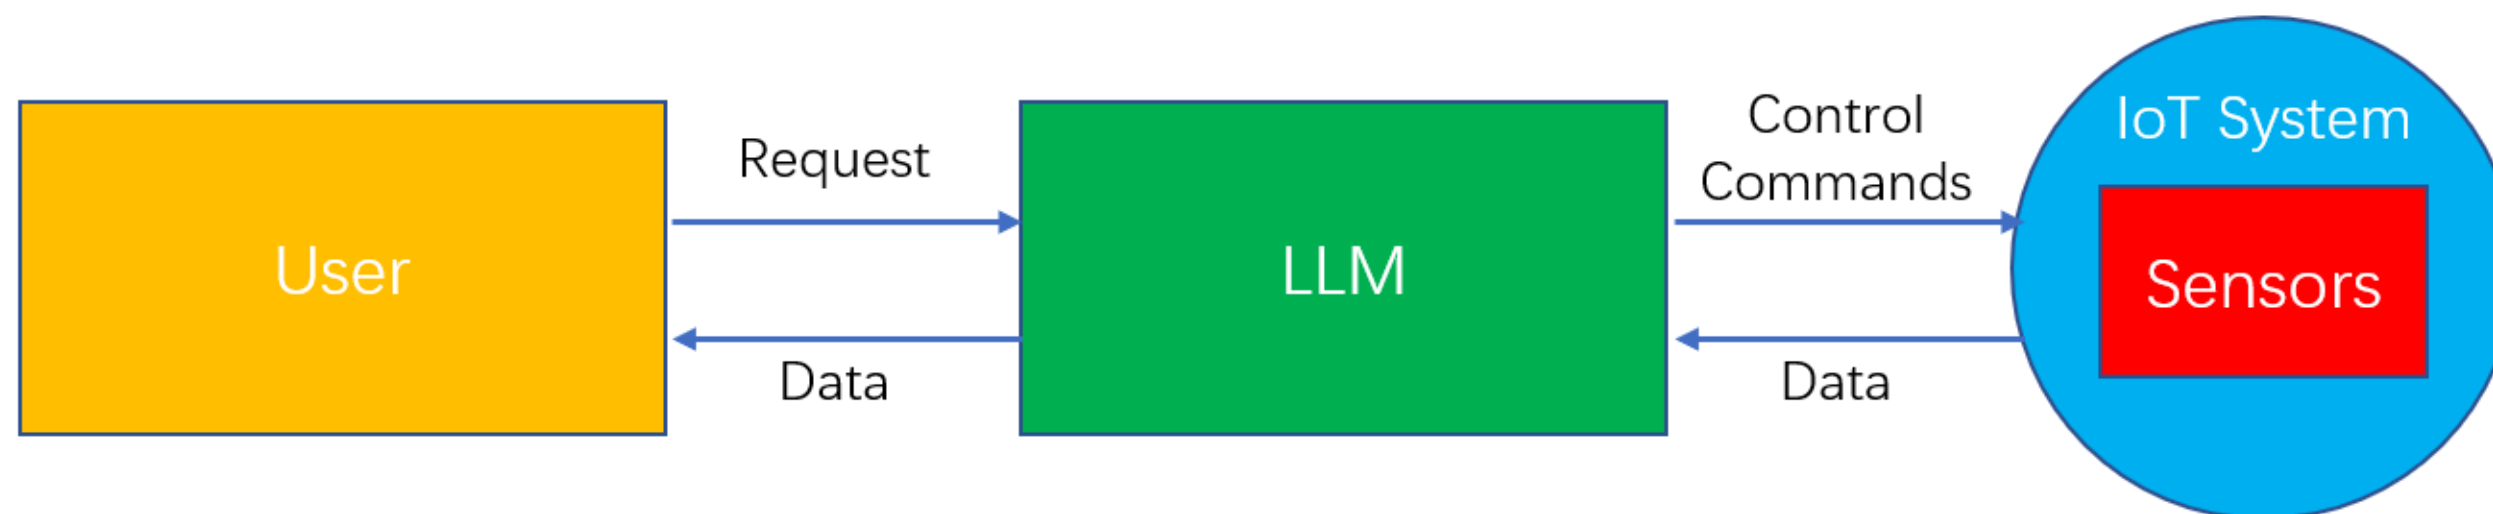 User
Request
Data
LLM
Control
Commands
Data
IoT System
Sensors